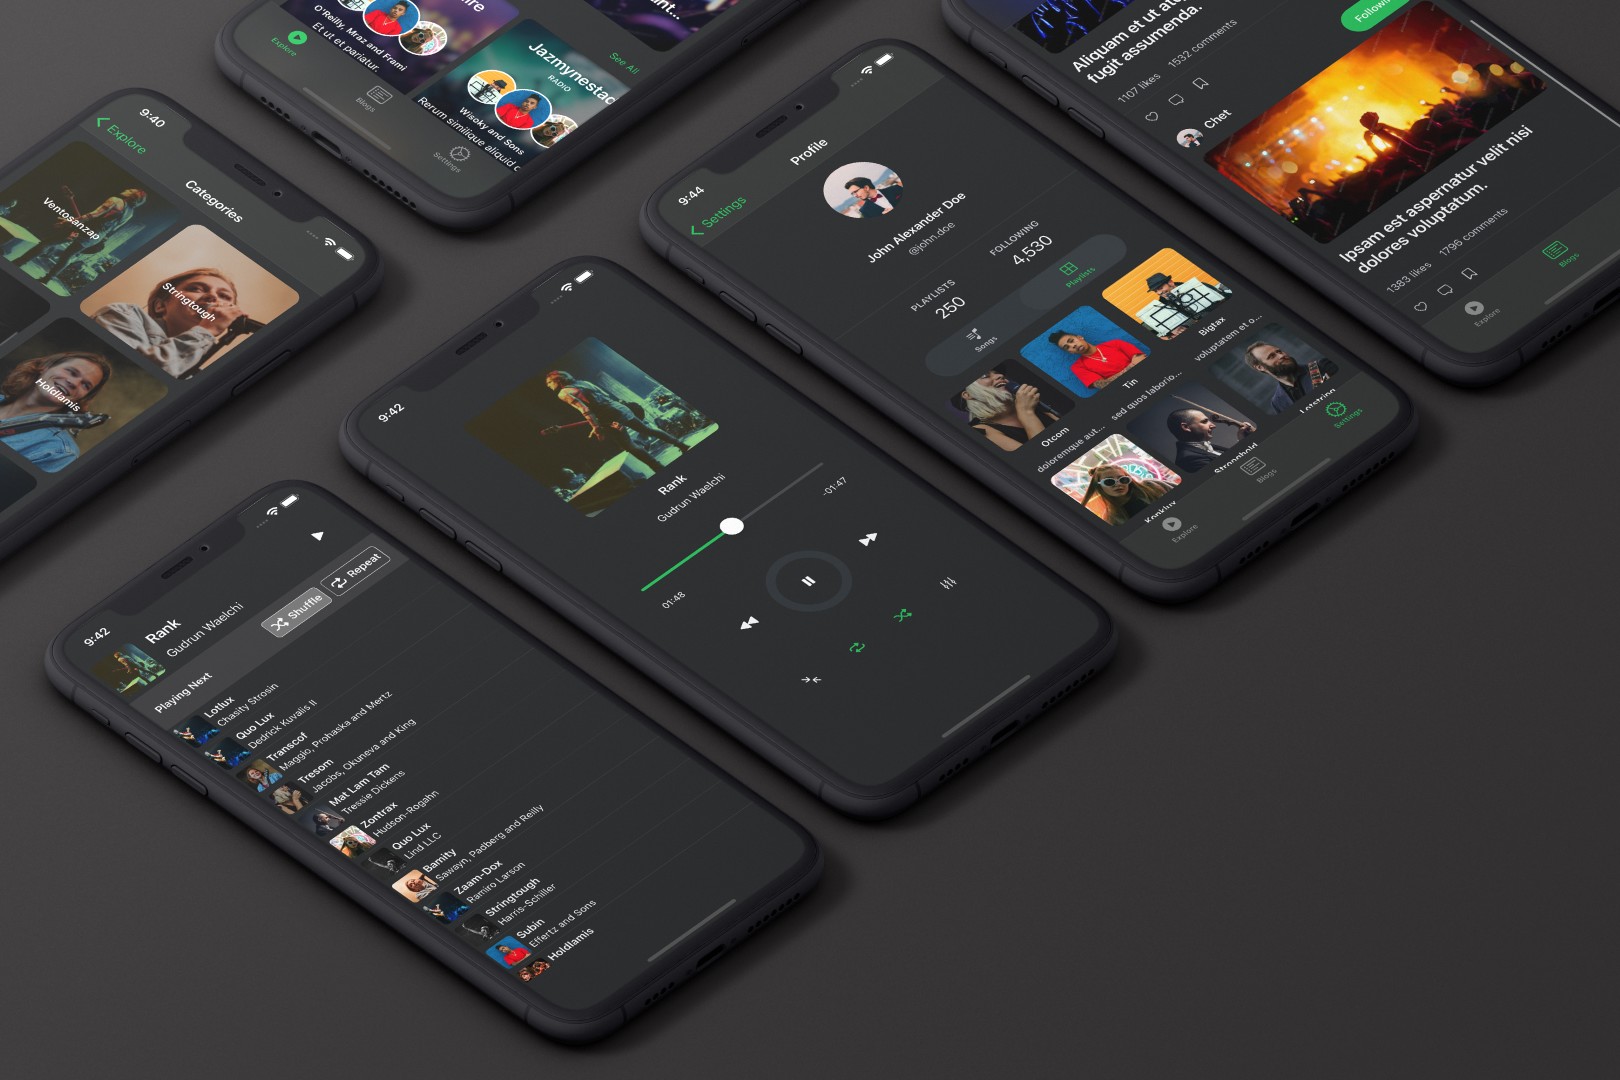 O'Reilly, Mraz and Frami
Et ut et pariatur.
Explore
Blogs
Settings
See All
Jazmynestad
RADIO
Wisoky and Sons
Rerum similique aliquid
9:40
Explore
Categories
Ventosanzap
Stringtough
Holdlamis
9:44
Settings
Profile
John Alexander Doe
@john.doe
PLAYLISTS
250
FOLLOWING
4,530
Songs
Playlists
Otcom
doloremque aut...
Tin
sed quos laborio...
Bigtax
voluptatem et o...
Konklux
Stronghold
Explore
Blogs
Settings
Aliquam et ut
fugit assumenda.
1107 likes 1532 comments
Chet
Following
Ipsam est aspernatur velit nisi
dolores voluptatum.
1383 likes 1796 comments
Explore
Blogs
9:42
Rank
Gudrun Waelchi
01:48
-01:47
9:42
Rank
Gudrun Waelchi
Playing Next
Shuffle
Repeat
Lotlux
Chasity Strosin
Quo Lux
Dedrick Kuvalis II
Transcof
Maggio, Prohaska and Mertz
Tresom
Jacobs, Okuneva and King
Mat Lam Tam
Tressie Dickens
Zontrax
Hudson-Rogahn
Quo Lux
Lind LLC
Bamity
Sawayn, Padberg and Reilly
Zaam-Dox
Ramiro Larson
Stringtough
Harris-Schiller
Subin
Effertz and Sons
Holdlamis